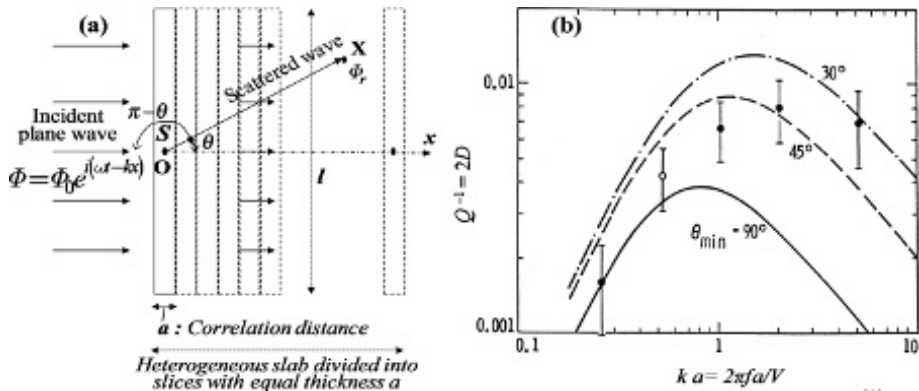 (a)
X
Φr
Scattered wave
Incident
plane wave
π−θ
S
θ
x
O
Φ=Φ0e^i(ωt−kx)
l
a : Correlation distance
Heterogeneous slab divided into
slices with equal thickness a
(b)
Q⁻¹ = 2D
0.01
0.001
30°
45°
θmin = 90°
0.1
1
10
k a= 2πfa/V